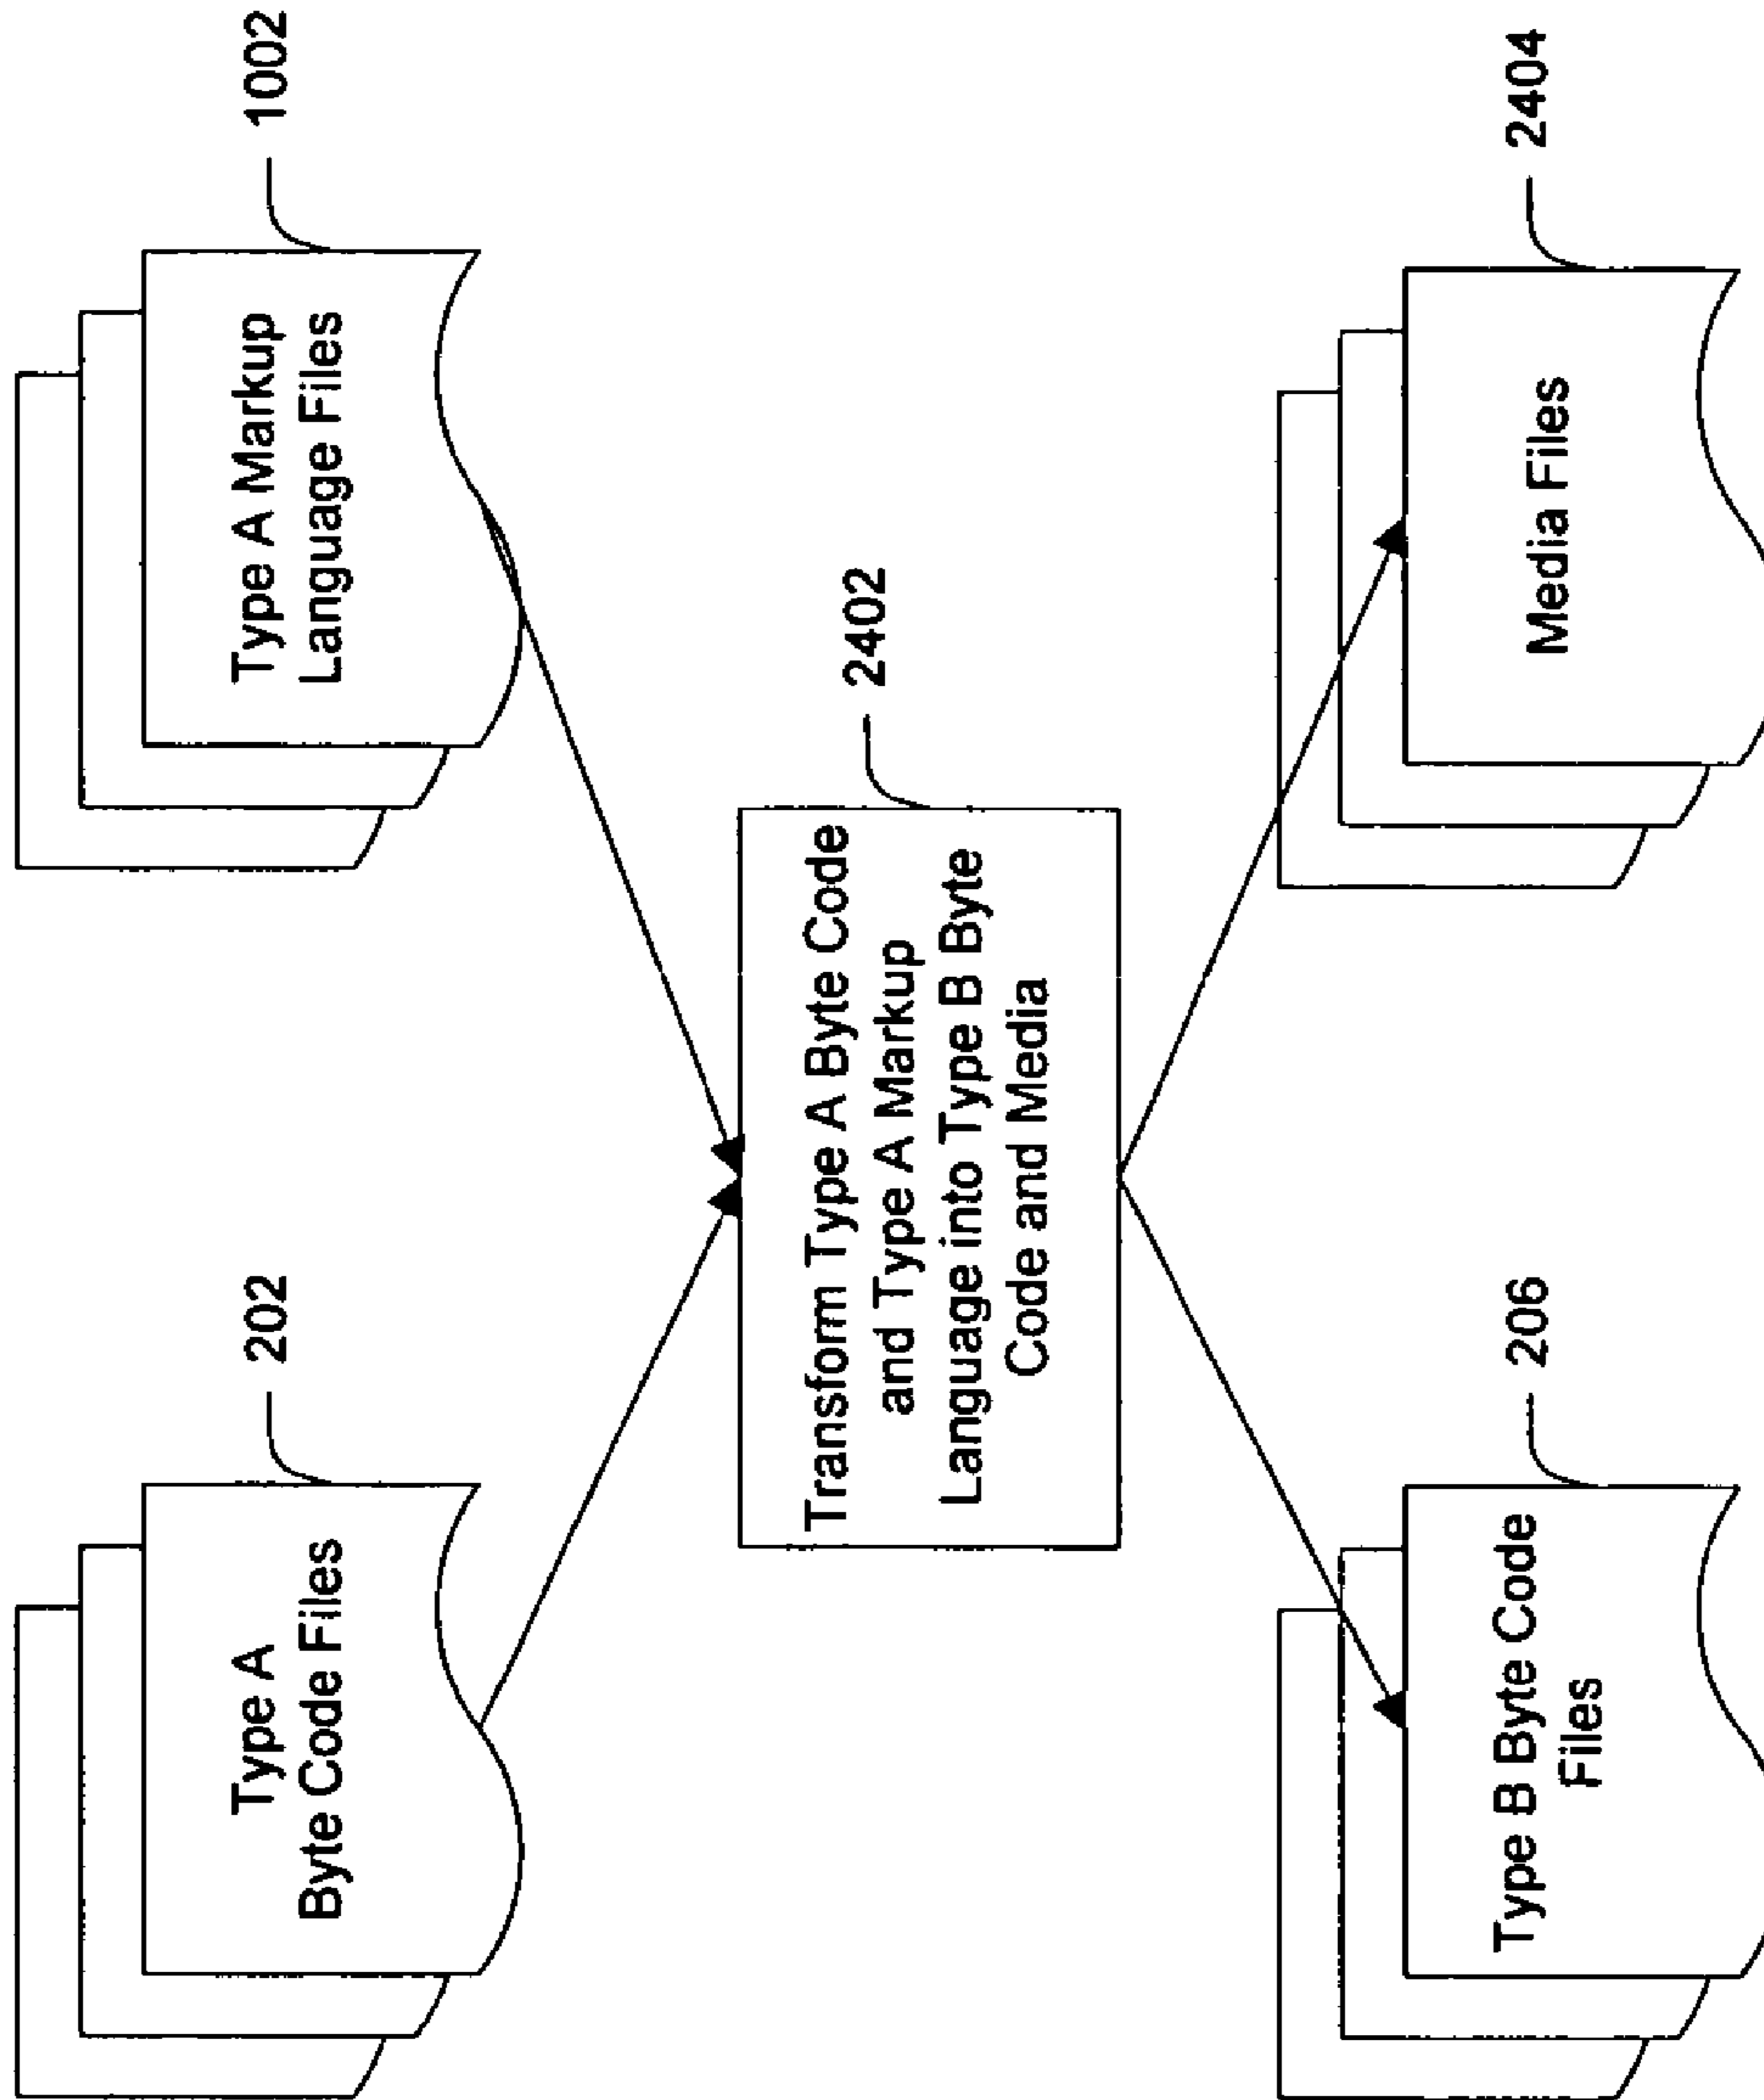 202
Type A
Byte Code Files
1002
Type A Markup
Language Files
2402
Transform Type A Byte Code
and Type A Markup
Language into Type B Byte
Code and Media
206
Type B Byte Code
Files
2404
Media Files